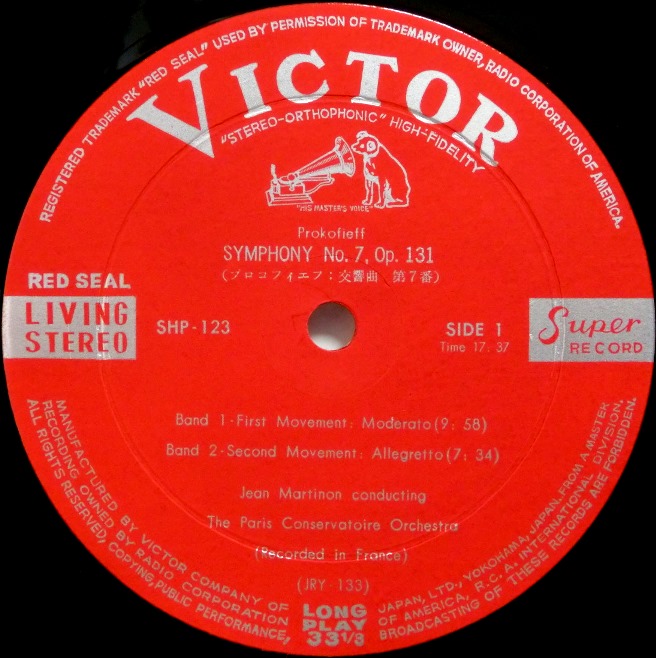 REGISTERED TRADEMARK "RED SEAL" USED BY PERMISSION OF TRADEMARK OWNER, RADIO CORPORATION OF AMERICA.
VICTOR
"STEREO-ORTHOPHONIC" HIGH-FIDELITY
"HIS MASTER'S VOICE"
Prokofieff
SYMPHONY No. 7, Op. 131
(プロコフィエフ：交響曲 第7番)
RED SEAL
LIVING
STEREO
SHP-123
SIDE 1
Time 17: 37
Super
RECORD
Band 1-First Movement: Moderato(9: 58)
Band 2-Second Movement: Allegretto(7: 34)
Jean Martinon conducting
The Paris Conservatoire Orchestra
(Recorded in France)
(JRY-133)
LONG
PLAY
33 1/3
MANUFACTURED BY VICTOR COMPANY OF JAPAN, LTD., YOKOHAMA, JAPAN. FROM A MASTER
RECORDING OWNED BY RADIO CORPORATION OF AMERICA, R.C.A. INTERNATIONAL DIVISION.
ALL RIGHTS RESERVED, COPYING, PUBLIC PERFORMANCE, BROADCASTING OF THESE RECORDS ARE FORBIDDEN.